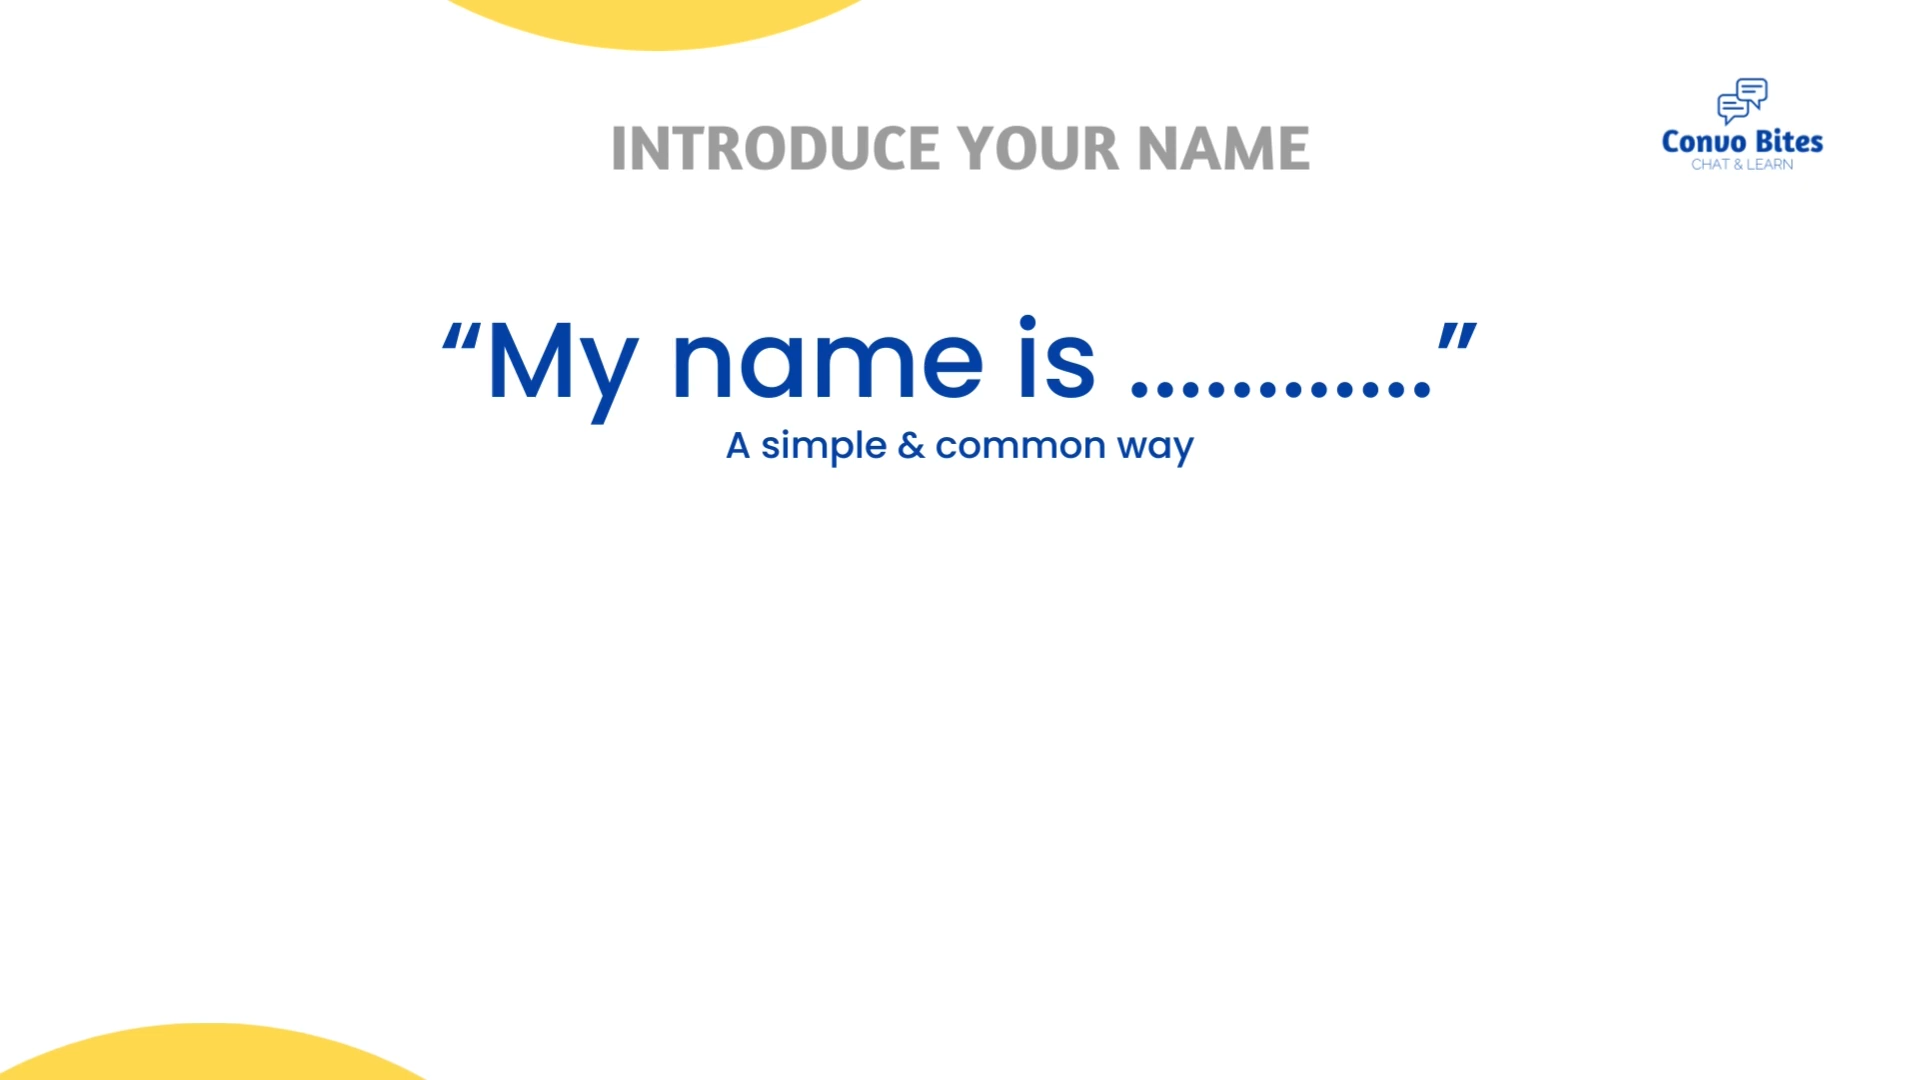 INTRODUCE YOUR NAME
Convo Bites
CHAT & LEARN
“My name is ............”
A simple & common way